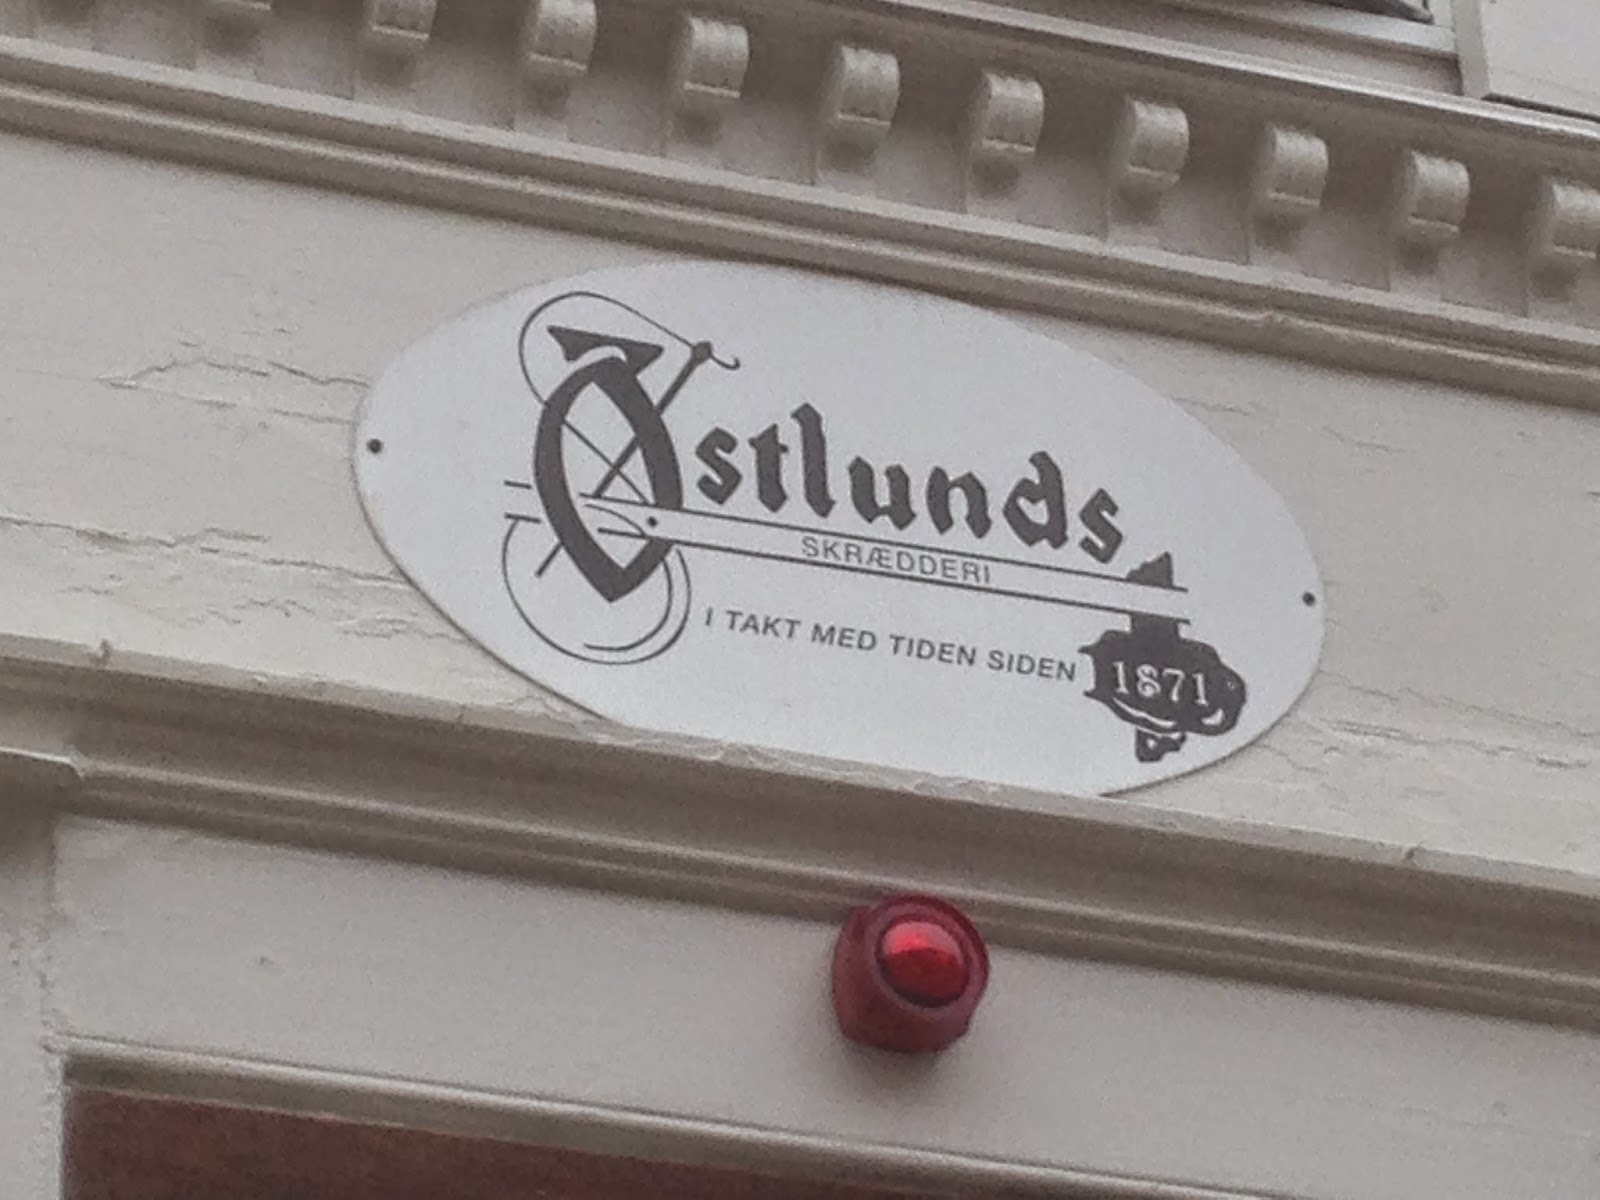 Østlunds
SKRÆDDERI
I TAKT MED TIDEN SIDEN
1871